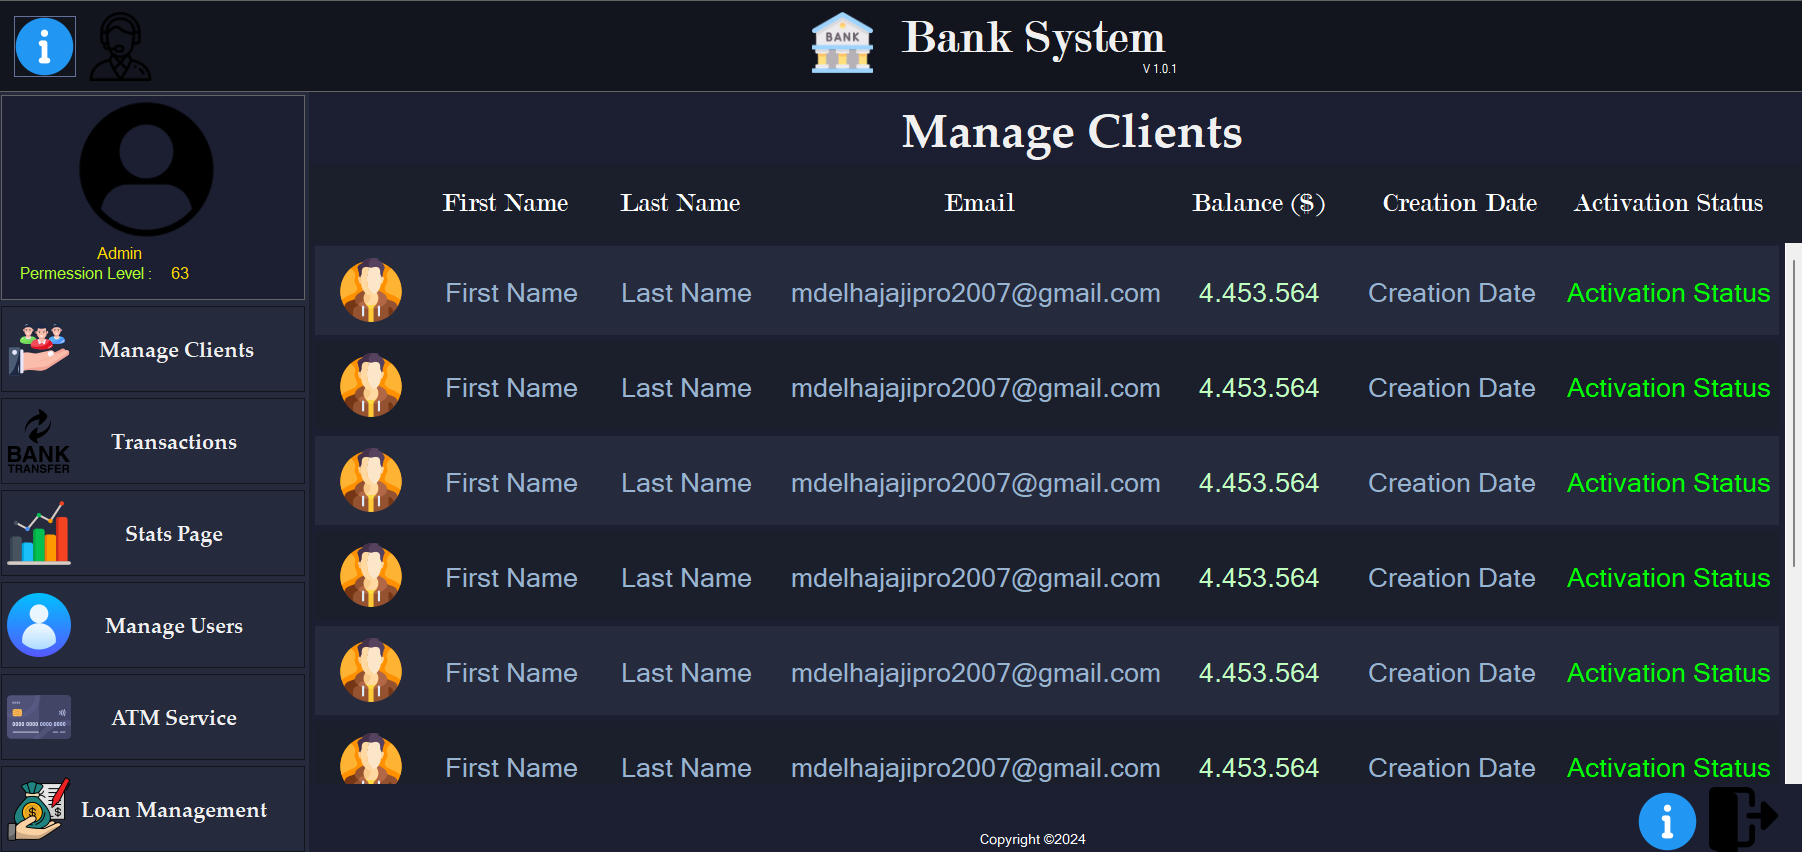 BANK
Bank System
V 1.0.1
Admin
Permession Level : 63
Manage Clients
BANK
TRANSFER
Transactions
Stats Page
Manage Users
0000 0000 0000 0000
ATM Service
Loan Management
Manage Clients
First Name Last Name Email Balance ($) Creation Date Activation Status
First Name Last Name mdelhajajipro2007@gmail.com 4.453.564 Creation Date Activation Status
First Name Last Name mdelhajajipro2007@gmail.com 4.453.564 Creation Date Activation Status
First Name Last Name mdelhajajipro2007@gmail.com 4.453.564 Creation Date Activation Status
First Name Last Name mdelhajajipro2007@gmail.com 4.453.564 Creation Date Activation Status
First Name Last Name mdelhajajipro2007@gmail.com 4.453.564 Creation Date Activation Status
First Name Last Name mdelhajajipro2007@gmail.com 4.453.564 Creation Date Activation Status
Copyright ©2024